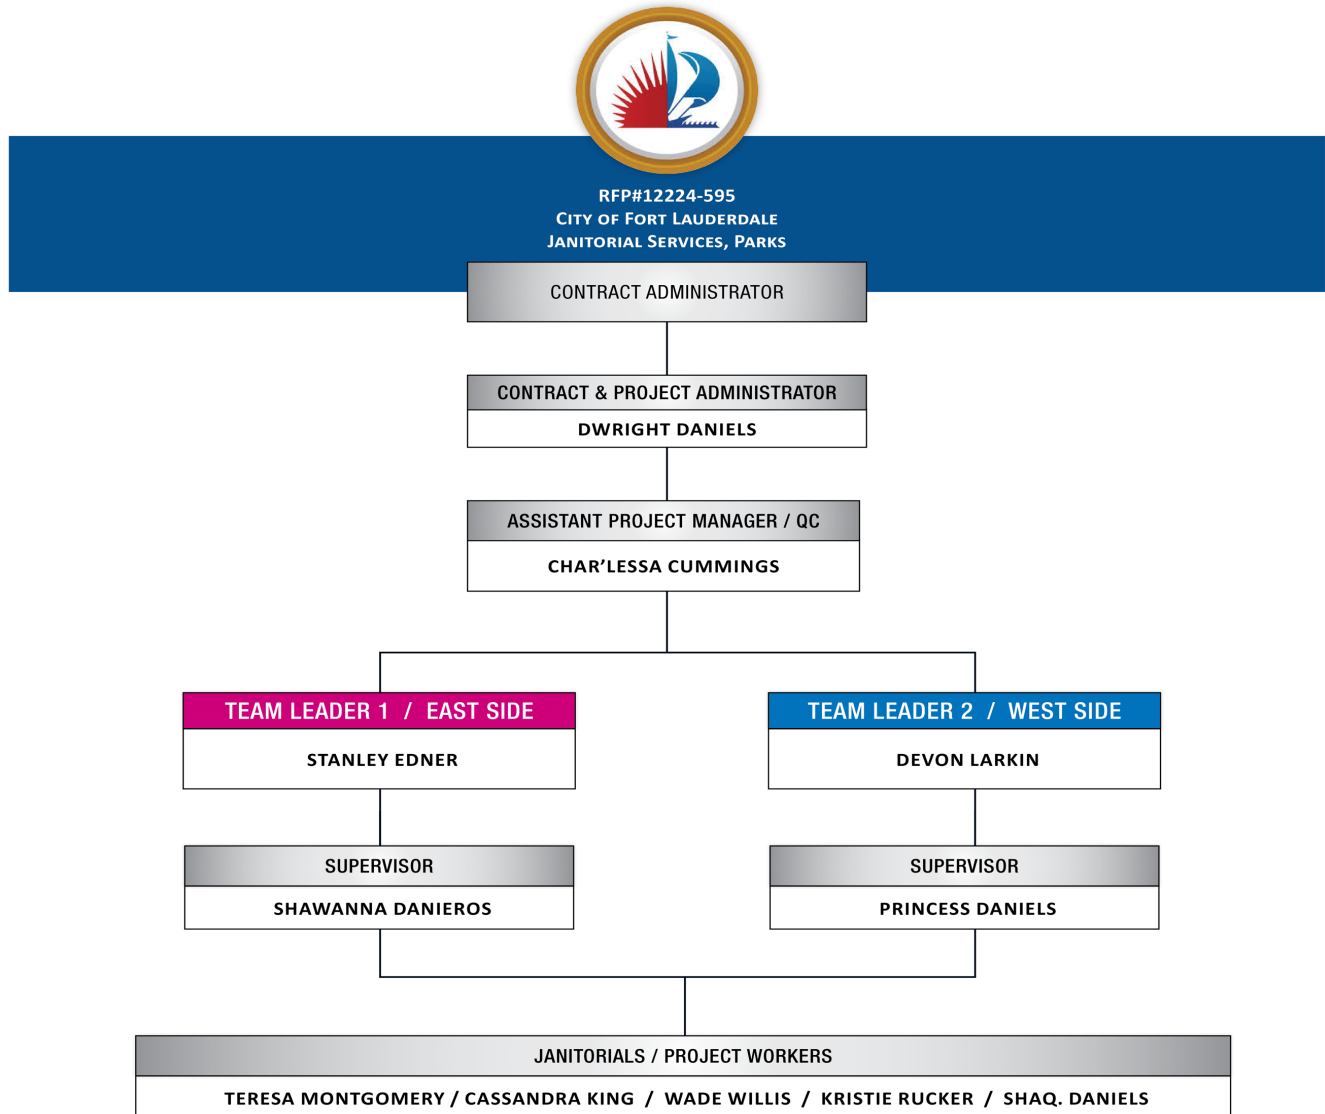 RFP#12224-595
City of Fort Lauderdale
Janitorial Services, Parks
CONTRACT ADMINISTRATOR
CONTRACT & PROJECT ADMINISTRATOR
DWRIGHT DANIELS
ASSISTANT PROJECT MANAGER / QC
CHAR’LESSA CUMMINGS
TEAM LEADER 1 / EAST SIDE
STANLEY EDNER
TEAM LEADER 2 / WEST SIDE
DEVON LARKIN
SUPERVISOR
SHAWANNA DANIEROS
SUPERVISOR
PRINCESS DANIELS
JANITORIALS / PROJECT WORKERS
TERESA MONTGOMERY / CASSANDRA KING / WADE WILLIS / KRISTIE RUCKER / SHAQ. DANIELS